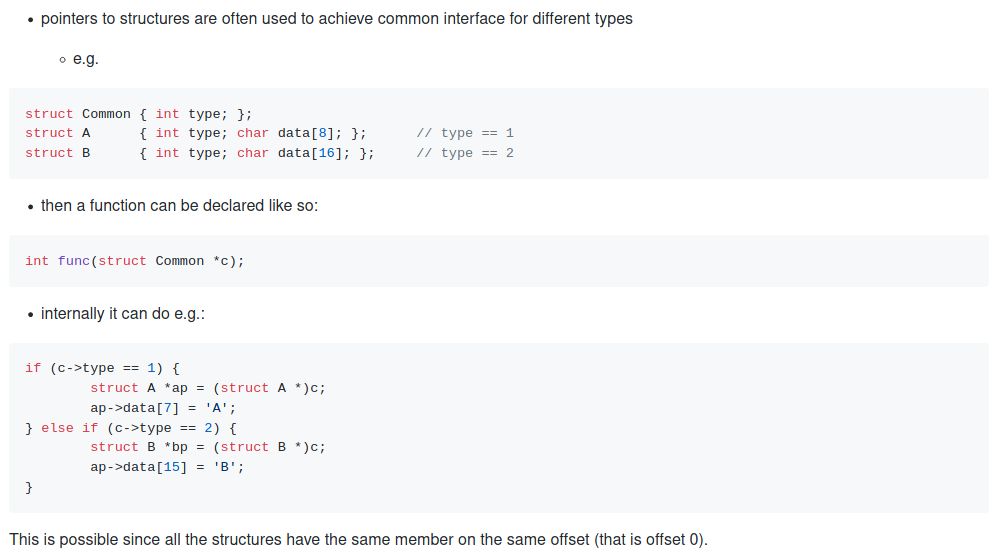 • pointers to structures are often used to achieve common interface for different types
◦ e.g.
struct Common { int type; };
struct A      { int type; char data[8]; };      // type == 1
struct B      { int type; char data[16]; };     // type == 2
• then a function can be declared like so:
int func(struct Common *c);
• internally it can do e.g.:
if (c->type == 1) {
        struct A *ap = (struct A *)c;
        ap->data[7] = 'A';
} else if (c->type == 2) {
        struct B *bp = (struct B *)c;
        ap->data[15] = 'B';
}
This is possible since all the structures have the same member on the same offset (that is offset 0).